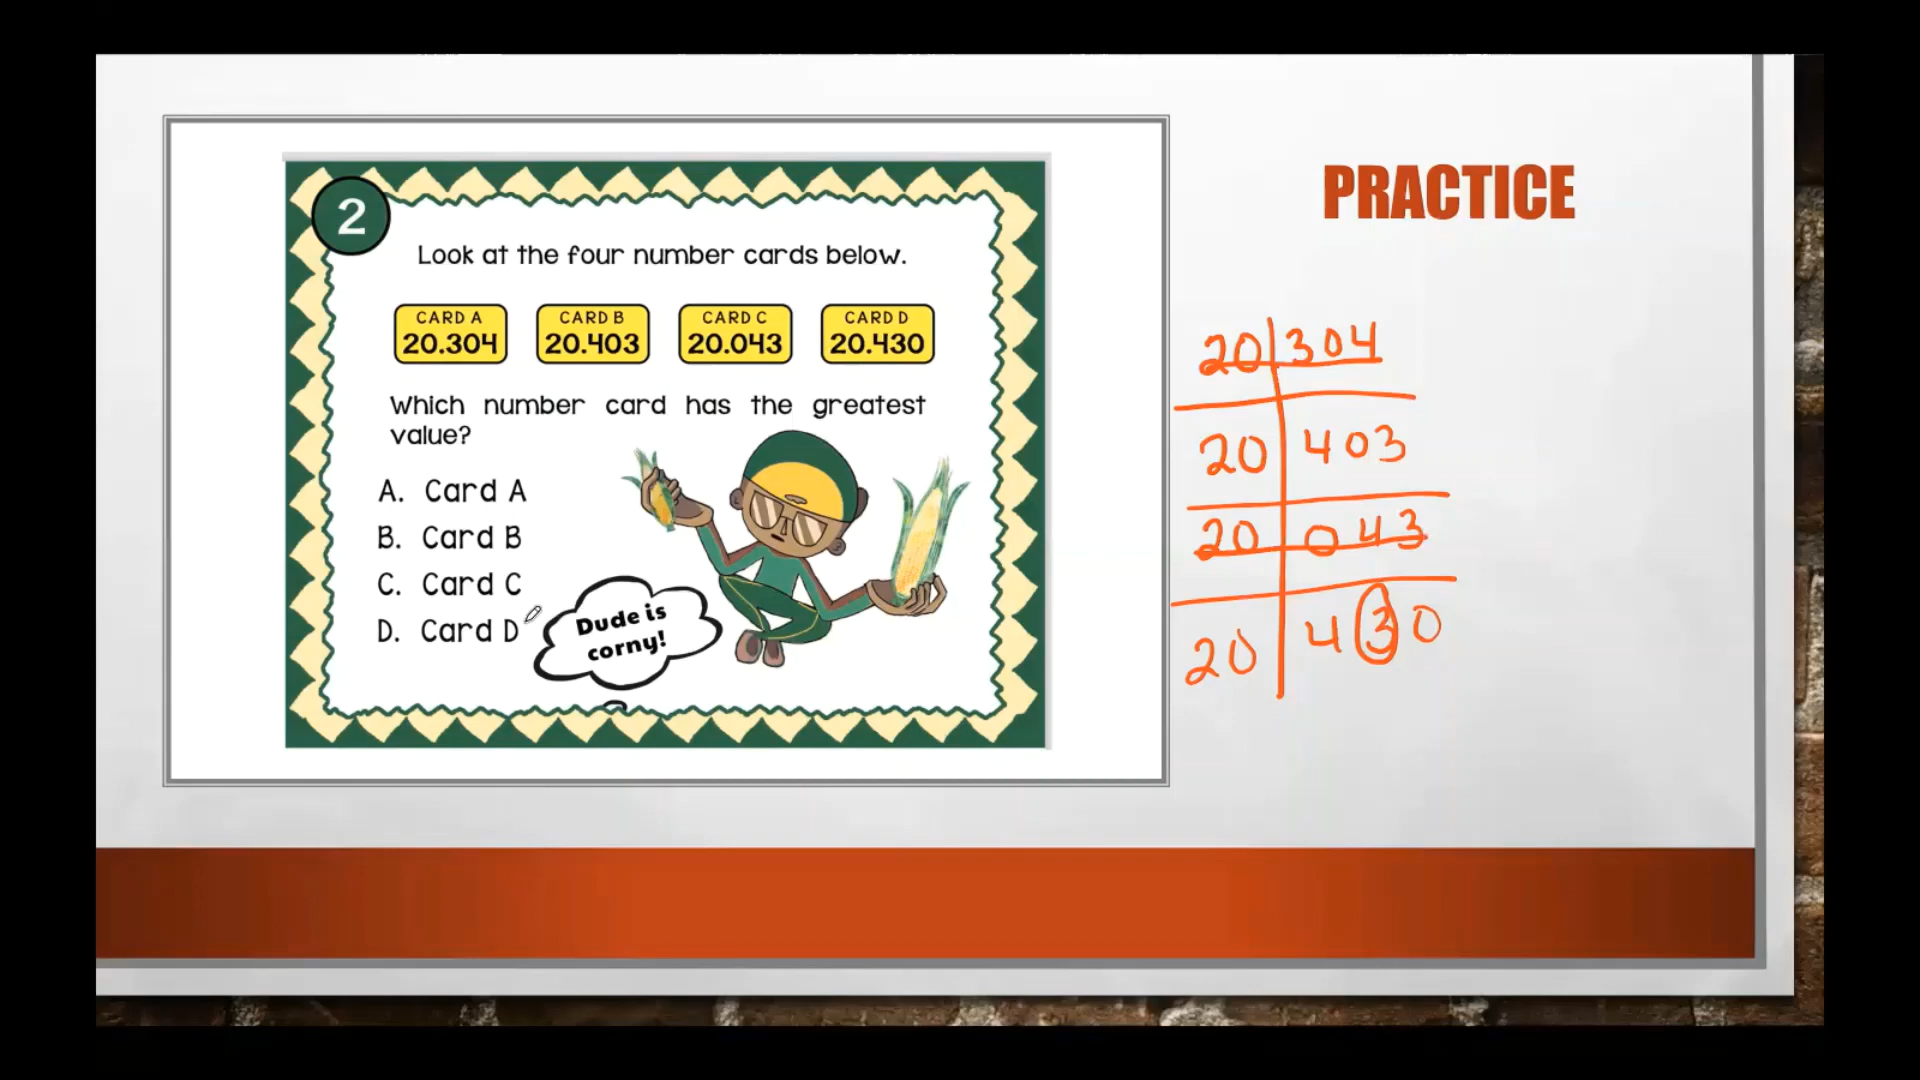 2
Look at the four number cards below.
CARD A
20.304
CARD B
20.403
CARD C
20.043
CARD D
20.430
Which number card has the greatest
value?
A. Card A
B. Card B
C. Card C
D. Card D
Dude is
corny!
PRACTICE
20 304
20 403
20 043
20 430